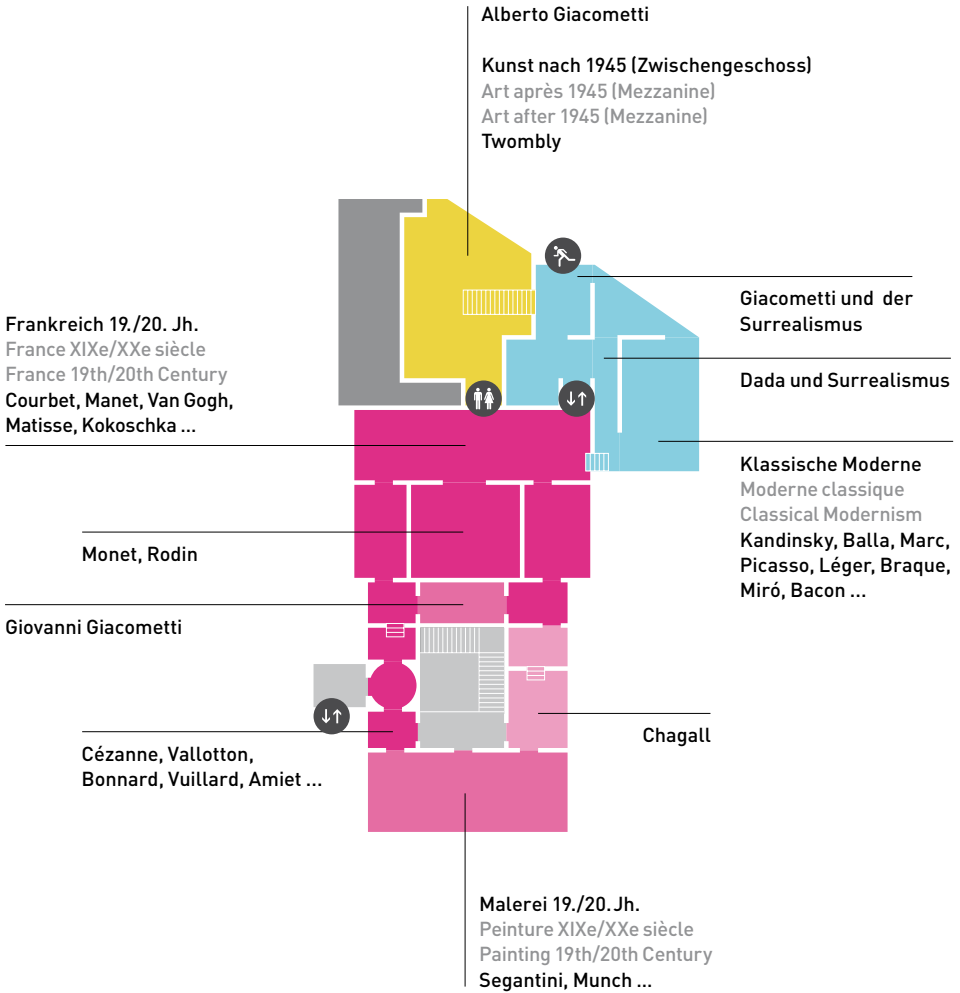 Alberto Giacometti
Kunst nach 1945 (Zwischengeschoss)
Art après 1945 (Mezzanine)
Art after 1945 (Mezzanine)
Twombly
Giacometti und der
Surrealismus
Frankreich 19./20. Jh.
France XIXe/XXe siècle
France 19th/20th Century
Courbet, Manet, Van Gogh,
Matisse, Kokoschka ...
Dada und Surrealismus
Klassische Moderne
Moderne classique
Classical Modernism
Kandinsky, Balla, Marc,
Picasso, Léger, Braque,
Miró, Bacon ...
Monet, Rodin
Giovanni Giacometti
Chagall
Cézanne, Vallotton,
Bonnard, Vuillard, Amiet ...
Malerei 19./20. Jh.
Peinture XIXe/XXe siècle
Painting 19th/20th Century
Segantini, Munch ...